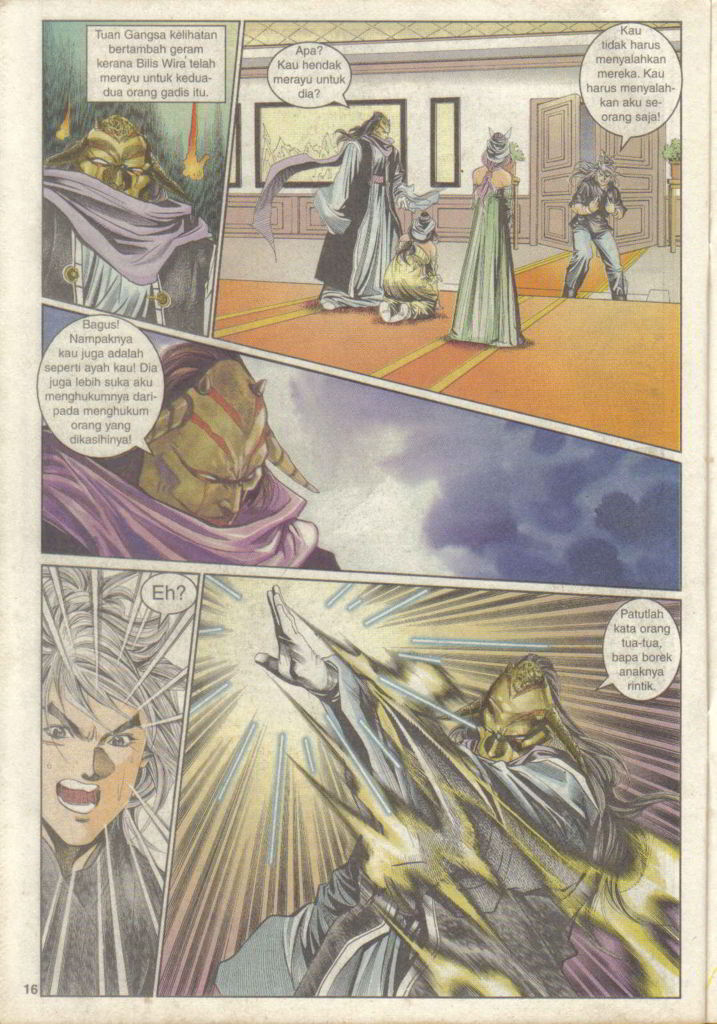 Tuan Gangsa kelihatan
bertambah geram
kerana Bilis Wira telah
merayu untuk kedua-
dua orang gadis itu.
Apa?
Kau hendak
merayu untuk
dia?
Kau
tidak harus
menyalahkan
mereka. Kau
harus menyalah-
kan aku se-
orang saja!
Bagus!
Nampaknya
kau juga adalah
seperti ayah kau! Dia
juga lebih suka aku
menghukumnya dari-
pada menghukum
orang yang
dikasihinya!
Eh?
Patutlah
kata orang
tua-tua,
bapa borek
anaknya
rintik.
16